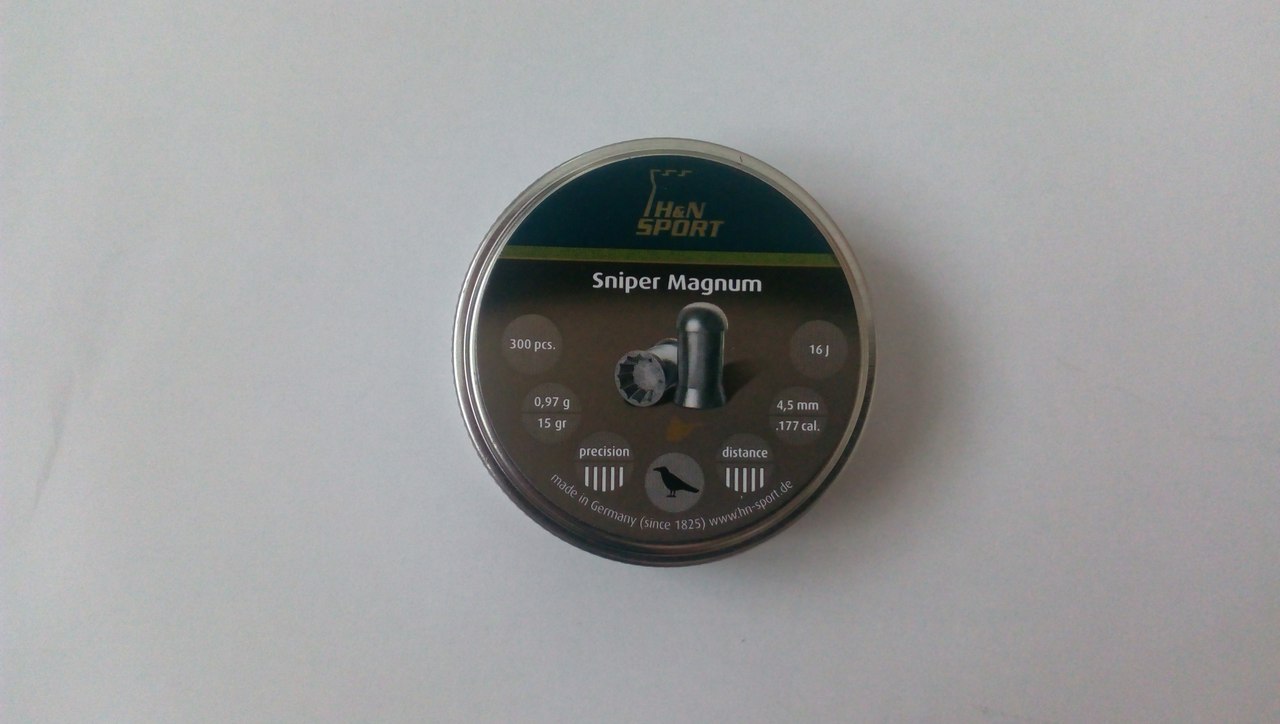 H&N
SPORT
Sniper Magnum
300 pcs.
16 J
0,97 g
15 gr
4,5 mm
.177 cal.
precision
distance
made in Germany (since 1825) www.hn-sport.de